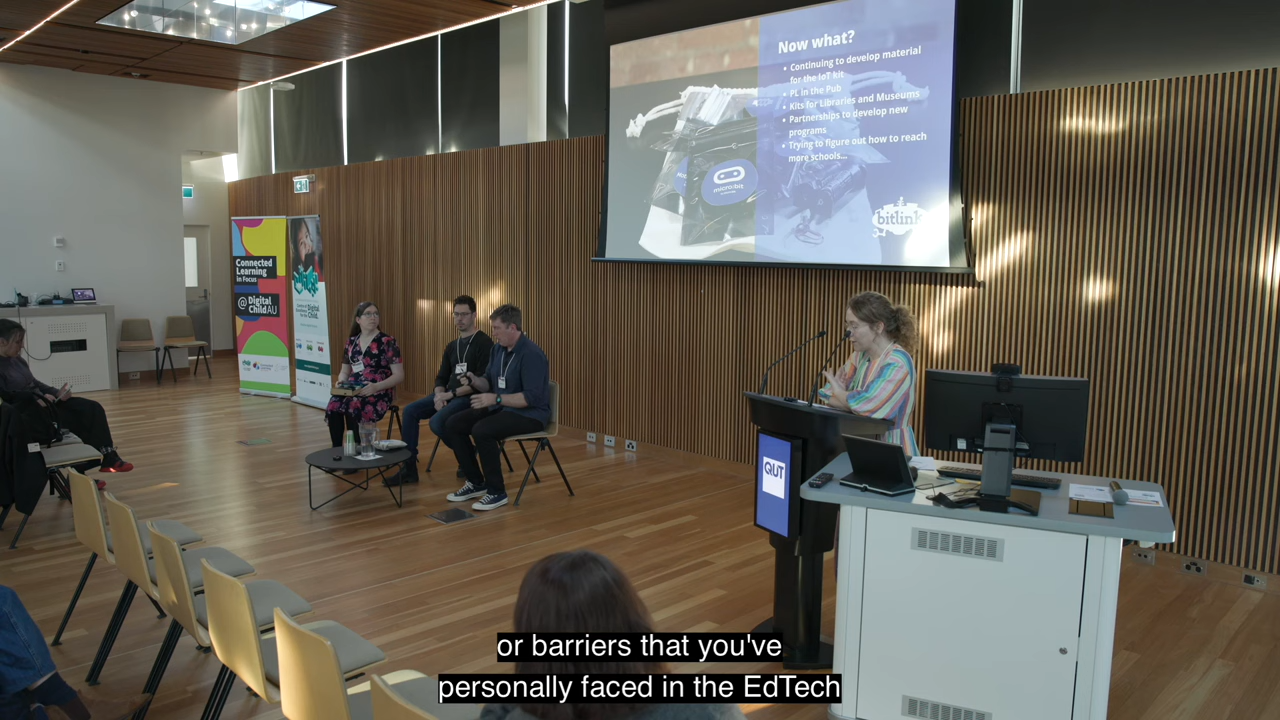 Now what?
• Continuing to develop material
for the IoT kit
• PL in the Pub
• Kits for Libraries and Museums
• Partnerships to develop new
programs
• Trying to figure out how to reach
more schools...
micro:bit
bitlink
Connected
Learning
In Focus
@ Digital
Child AU
QUT
or barriers that you've
personally faced in the EdTech